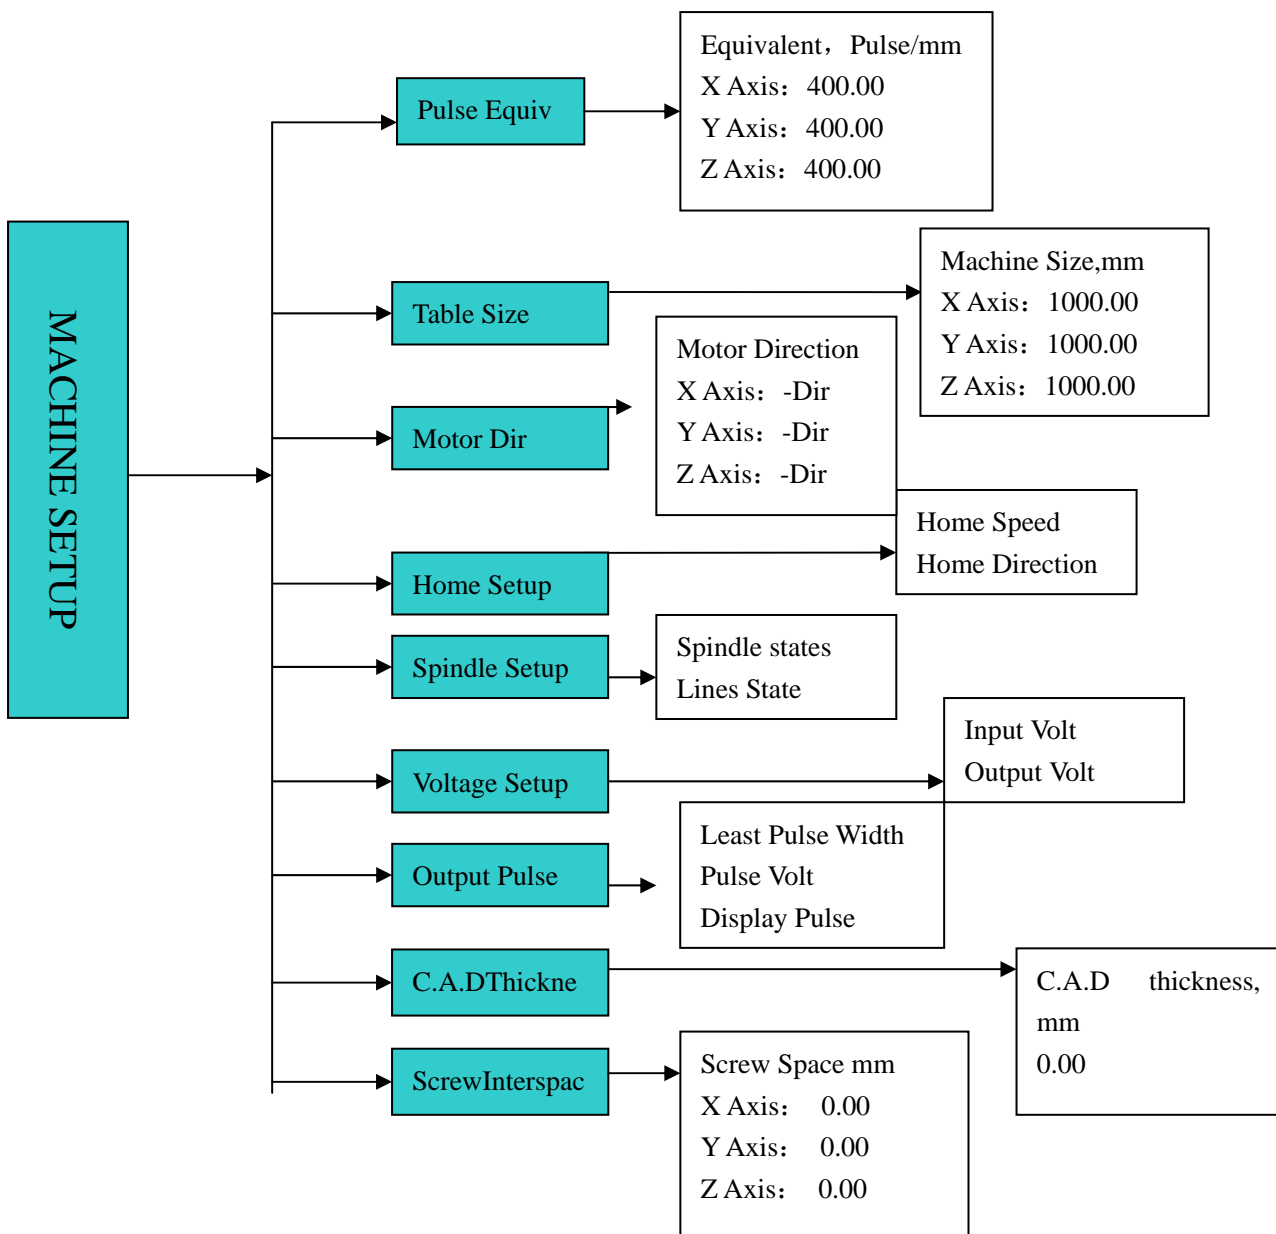 MACHINE SETUP
Pulse Equiv
Equivalent，Pulse/mm
X Axis：400.00
Y Axis：400.00
Z Axis：400.00
Table Size
Machine Size,mm
X Axis：1000.00
Y Axis：1000.00
Z Axis：1000.00
Motor Dir
Motor Direction
X Axis：-Dir
Y Axis：-Dir
Z Axis：-Dir
Home Setup
Home Speed
Home Direction
Spindle Setup
Spindle states
Lines State
Voltage Setup
Input Volt
Output Volt
Output Pulse
Least Pulse Width
Pulse Volt
Display Pulse
C.A.DThickne
C.A.D thickness,
mm
0.00
ScrewInterspac
Screw Space mm
X Axis： 0.00
Y Axis： 0.00
Z Axis： 0.00